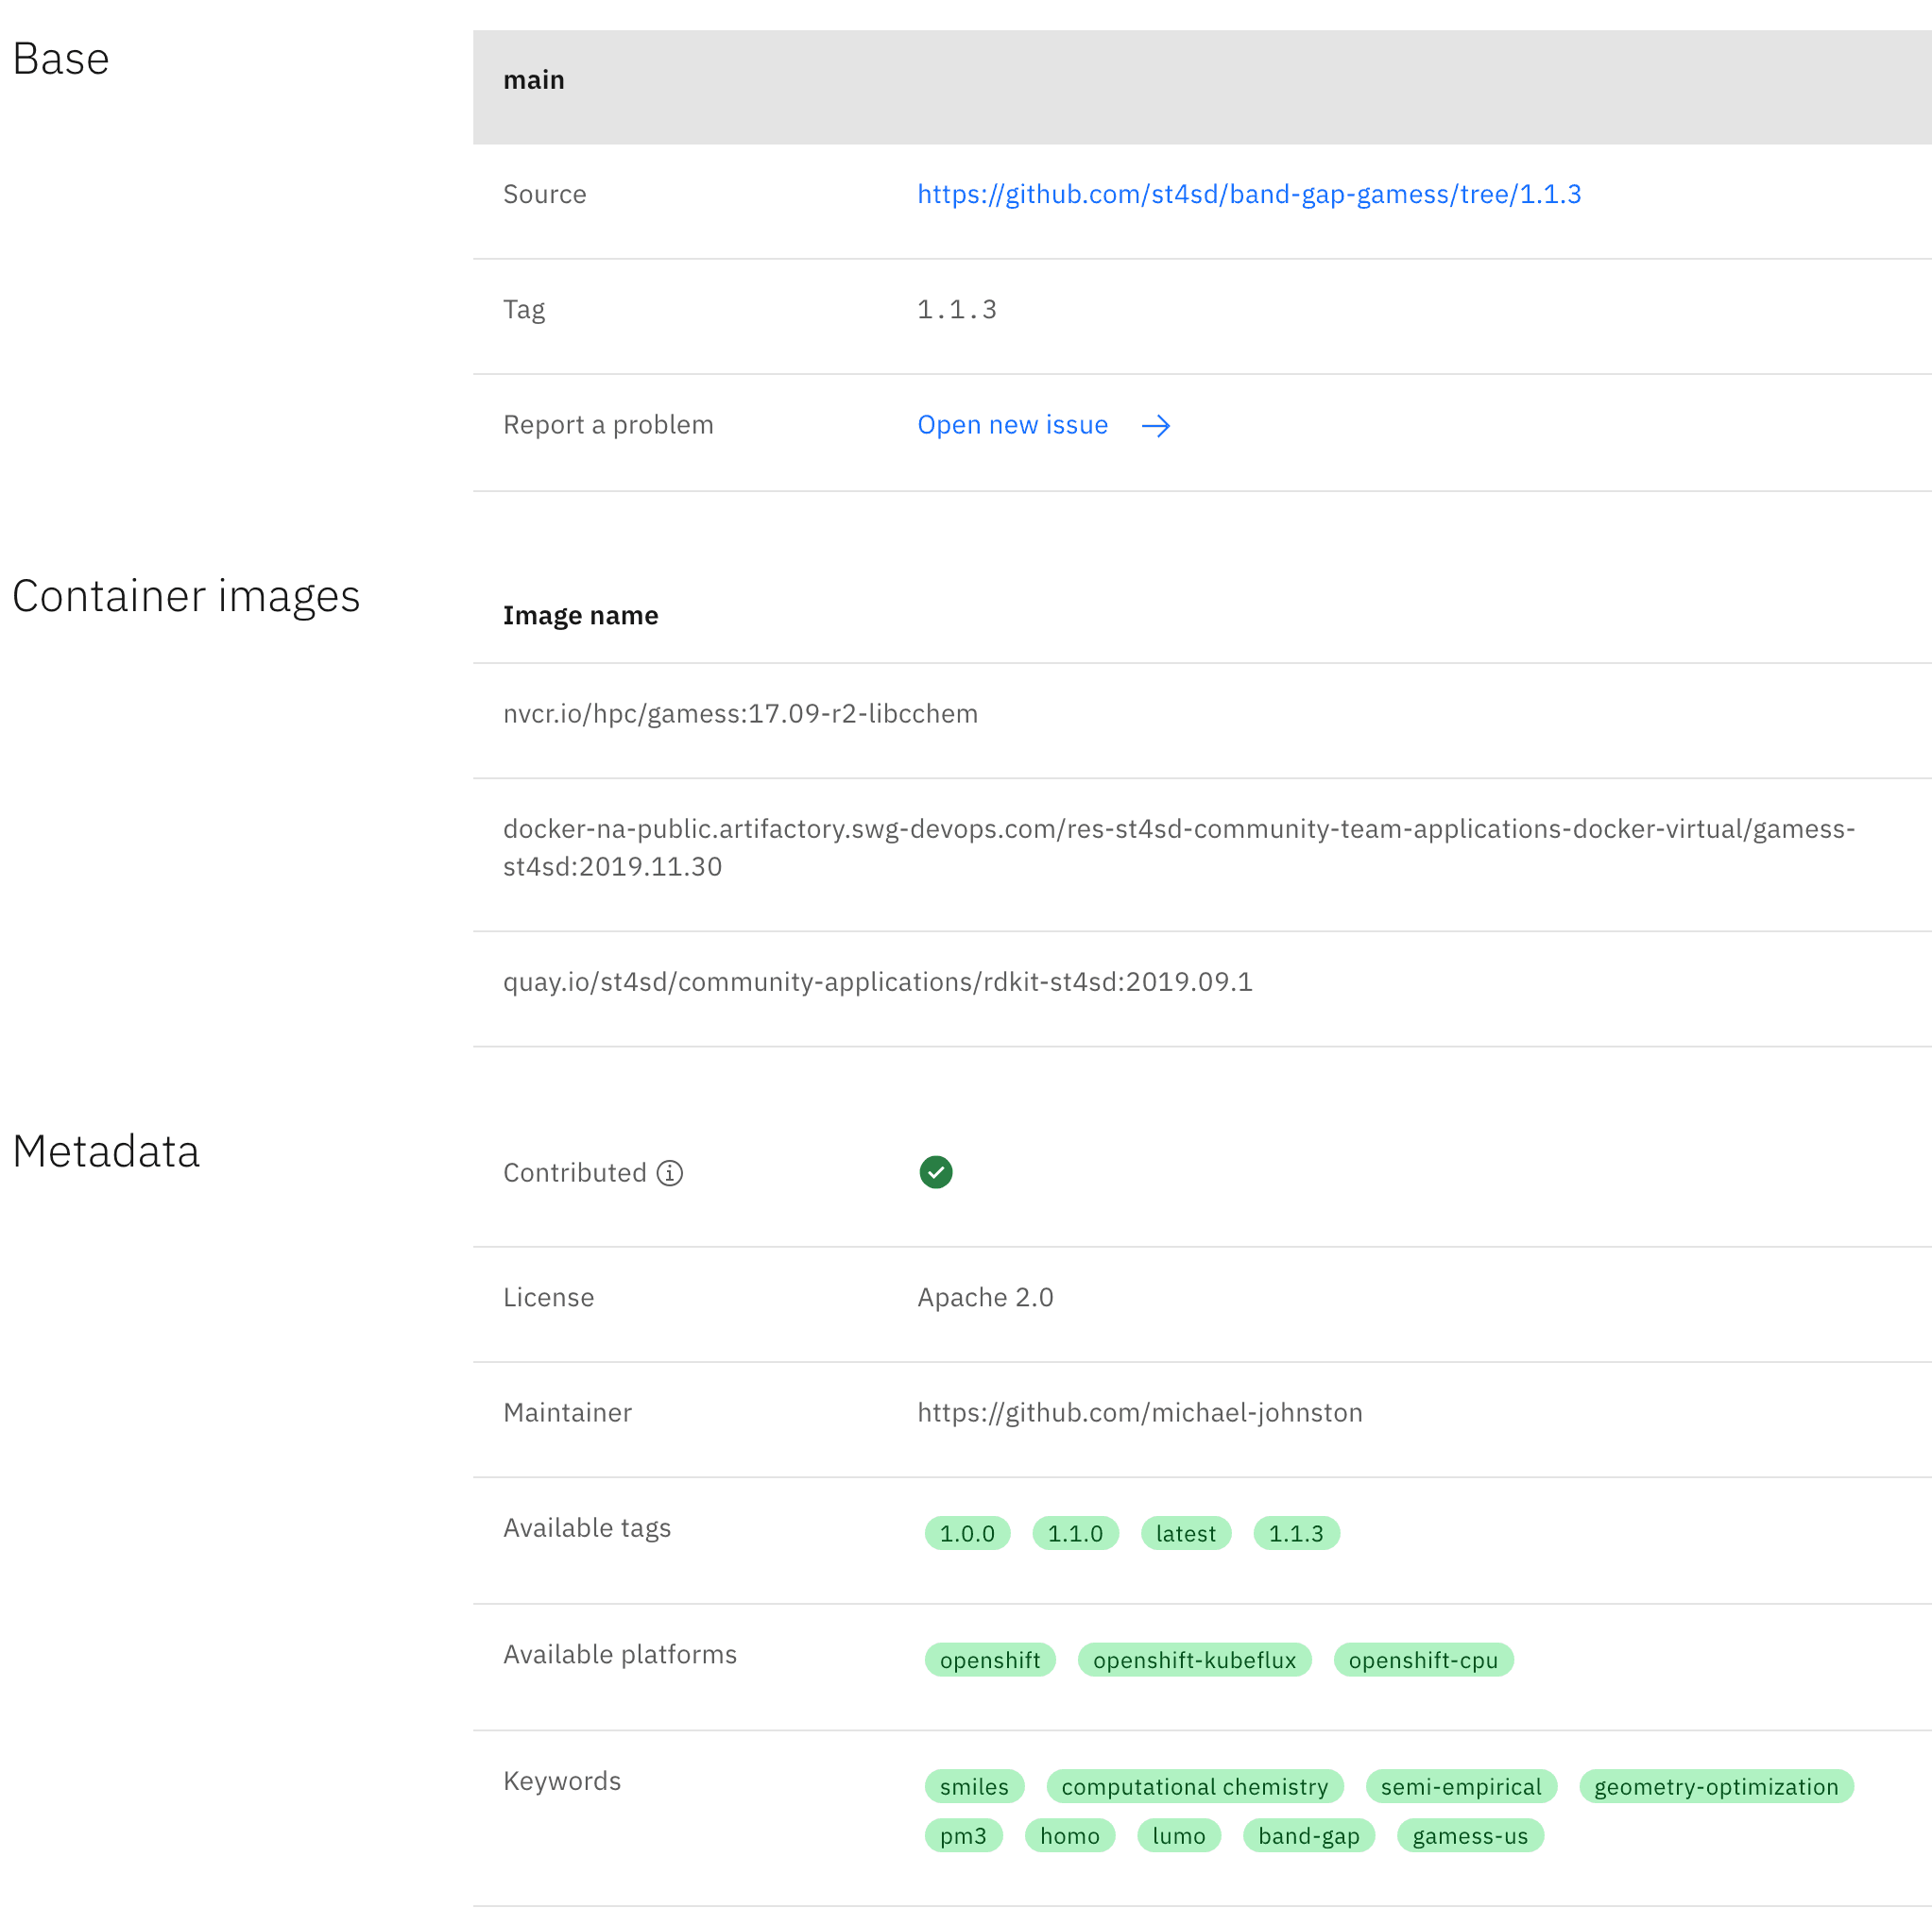 Base
main
Source https://github.com/st4sd/band-gap-gamess/tree/1.1.3
Tag 1.1.3
Report a problem Open new issue →
Container images
Image name
nvcr.io/hpc/gamess:17.09-r2-libcchem
docker-na-public.artifactory.swg-devops.com/res-st4sd-community-team-applications-docker-virtual/gamess-
st4sd:2019.11.30
quay.io/st4sd/community-applications/rdkit-st4sd:2019.09.1
Metadata
Contributed
License Apache 2.0
Maintainer https://github.com/michael-johnston
Available tags 1.0.0 1.1.0 latest 1.1.3
Available platforms openshift openshift-kubeflux openshift-cpu
Keywords smiles computational chemistry semi-empirical geometry-optimization
pm3 homo lumo band-gap gamess-us